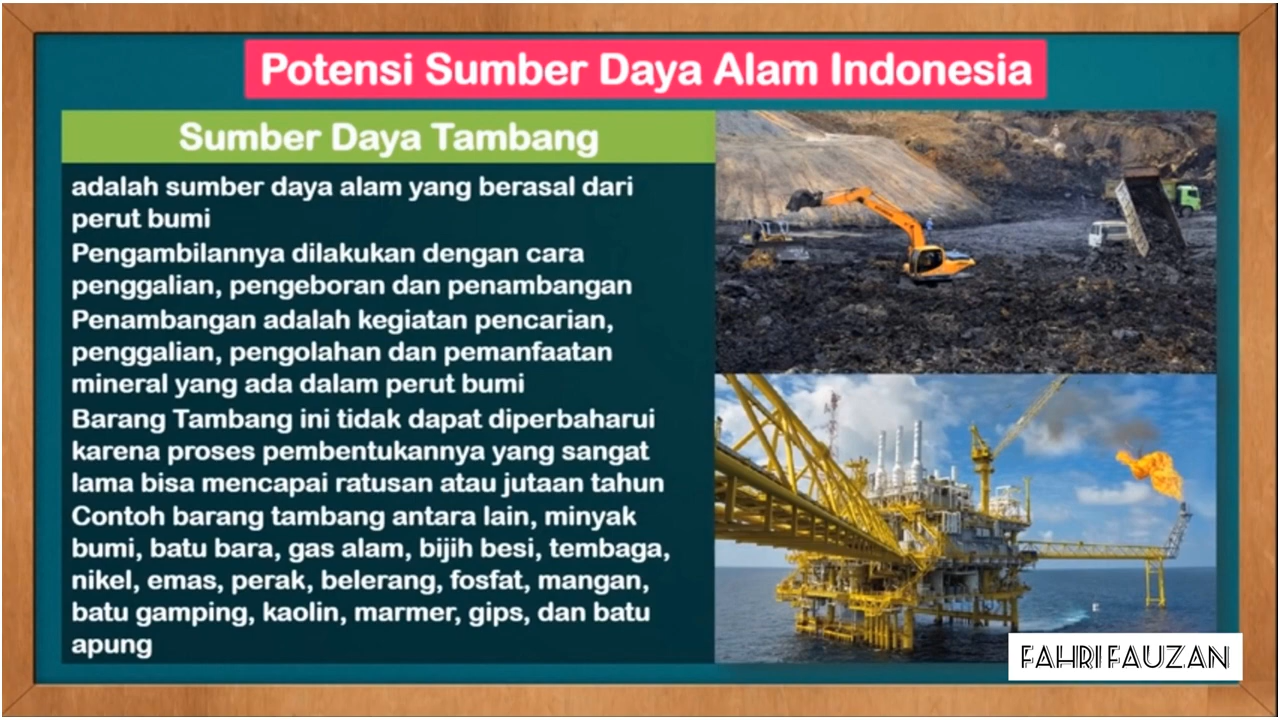 Potensi Sumber Daya Alam Indonesia
Sumber Daya Tambang
adalah sumber daya alam yang berasal dari
perut bumi
Pengambilannya dilakukan dengan cara
penggalian, pengeboran dan penambangan
Penambangan adalah kegiatan pencarian,
penggalian, pengolahan dan pemanfaatan
mineral yang ada dalam perut bumi
Barang Tambang ini tidak dapat diperbaharui
karena proses pembentukannya yang sangat
lama bisa mencapai ratusan atau jutaan tahun
Contoh barang tambang antara lain, minyak
bumi, batu bara, gas alam, bijih besi, tembaga,
nikel, emas, perak, belerang, fosfat, mangan,
batu gamping, kaolin, marmer, gips, dan batu
apung
FAHRI FAUZAN